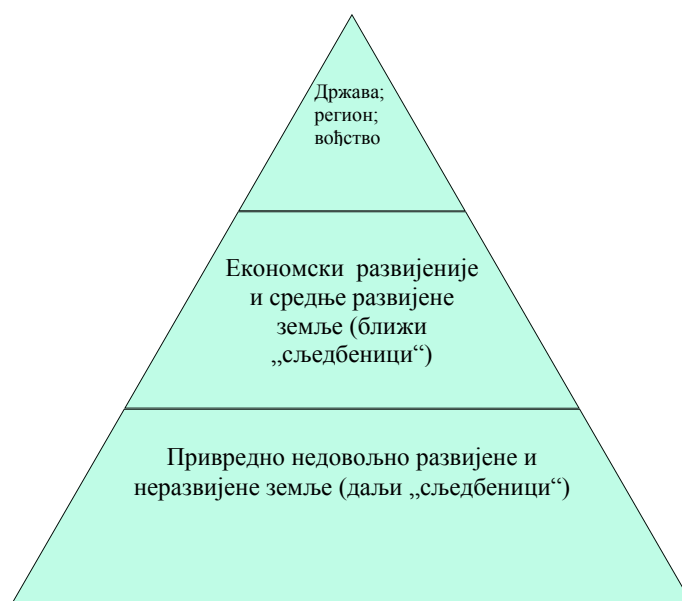 Држава;
регион;
вођство
Економски  развијеније
и средње развијене
земље (ближи
„сљедбеници“)
Привредно недовољно развијене и
неразвијене земље (даљи „сљедбеници“)